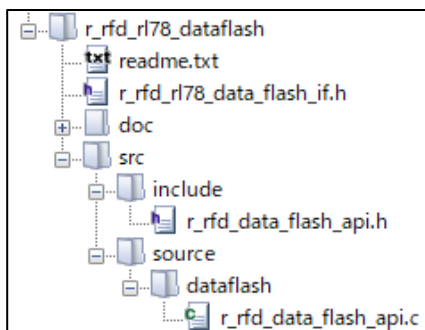 r_rfd_rl78_dataflash
readme.txt
r_rfd_rl78_data_flash_if.h
doc
src
include
r_rfd_data_flash_api.h
source
dataflash
r_rfd_data_flash_api.c